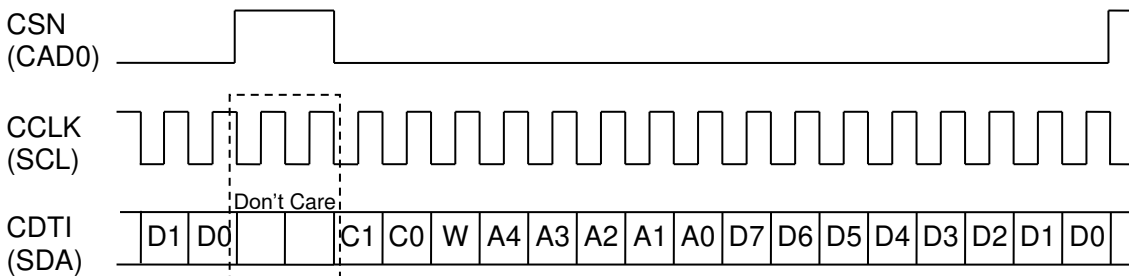 CSN
(CAD0)
CCLK
(SCL)
Don't Care
CDTI
(SDA)
D1 D0 C1 C0 W A4 A3 A2 A1 A0 D7 D6 D5 D4 D3 D2 D1 D0